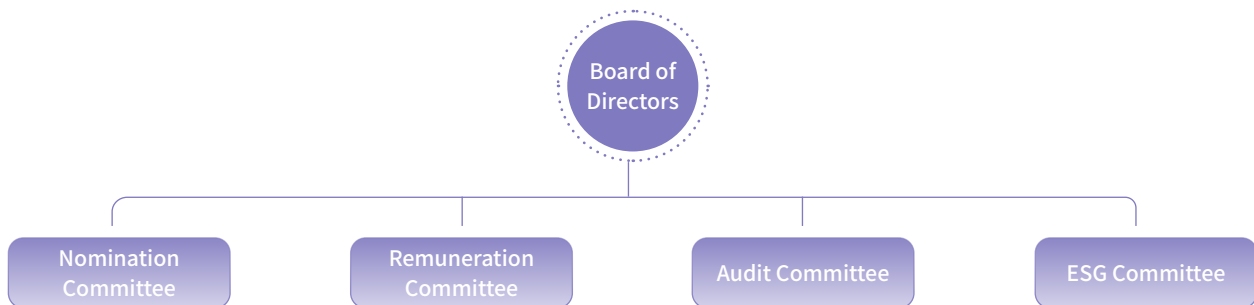 Board of
Directors
Nomination
Committee
Remuneration
Committee
Audit Committee
ESG Committee